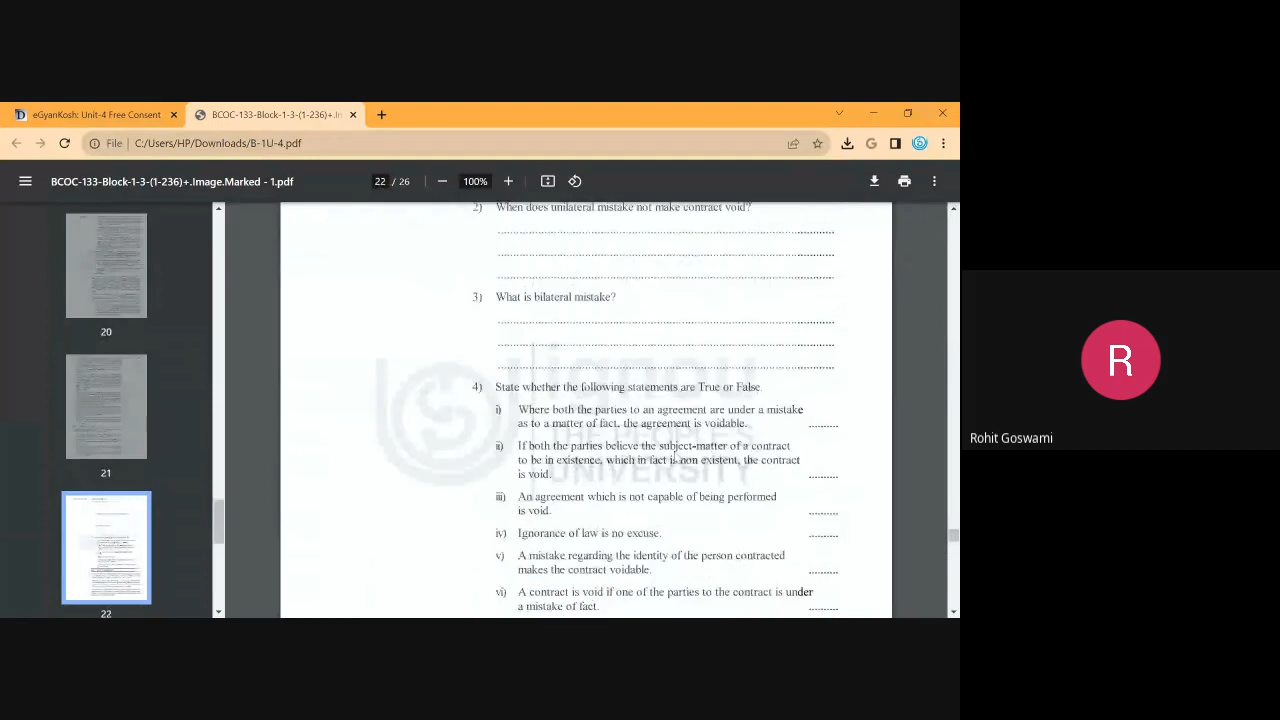 eGyanKosh: Unit-4 Free Consent
BCOC-133-Block-1-3-(1-236)+.Im
File
C:/Users/HP/Downloads/B-1U-4.pdf
BCOC-133-Block-1-3-(1-236)+.Image.Marked - 1.pdf
22 / 26
100%
20
21
22
2) When does unilateral mistake not make contract void?
3) What is bilateral mistake?
4) State whether the following statements are True or False.
i) Where both the parties to an agreement are under a mistake
as to a matter of fact, the agreement is voidable. ..........
ii) If both the parties believe the subject-matter of a contract
to be in existence, which in fact is non existent, the contract
is void. ..........
iii) An agreement which is not capable of being performed
is void. ..........
iv) Ignorance of law is no excuse. ..........
v) A mistake regarding the identity of the person contracted
makes the contract voidable. ..........
vi) A contract is void if one of the parties to the contract is under
a mistake of fact. ..........
UNIVERSITY
R
Rohit Goswami